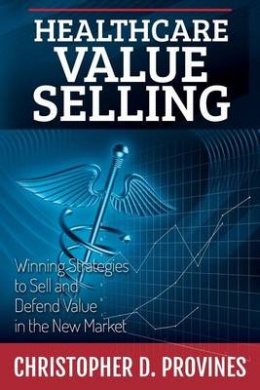 HEALTHCARE
VALUE
SELLING
Winning Strategies
to Sell and
Defend Value
in the New Market
CHRISTOPHER D. PROVINES